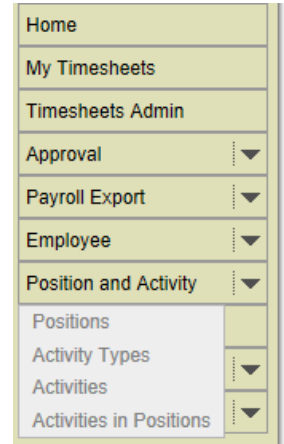 Home
My Timesheets
Timesheets Admin
Approval
Payroll Export
Employee
Position and Activity
Positions
Activity Types
Activities
Activities in Positions